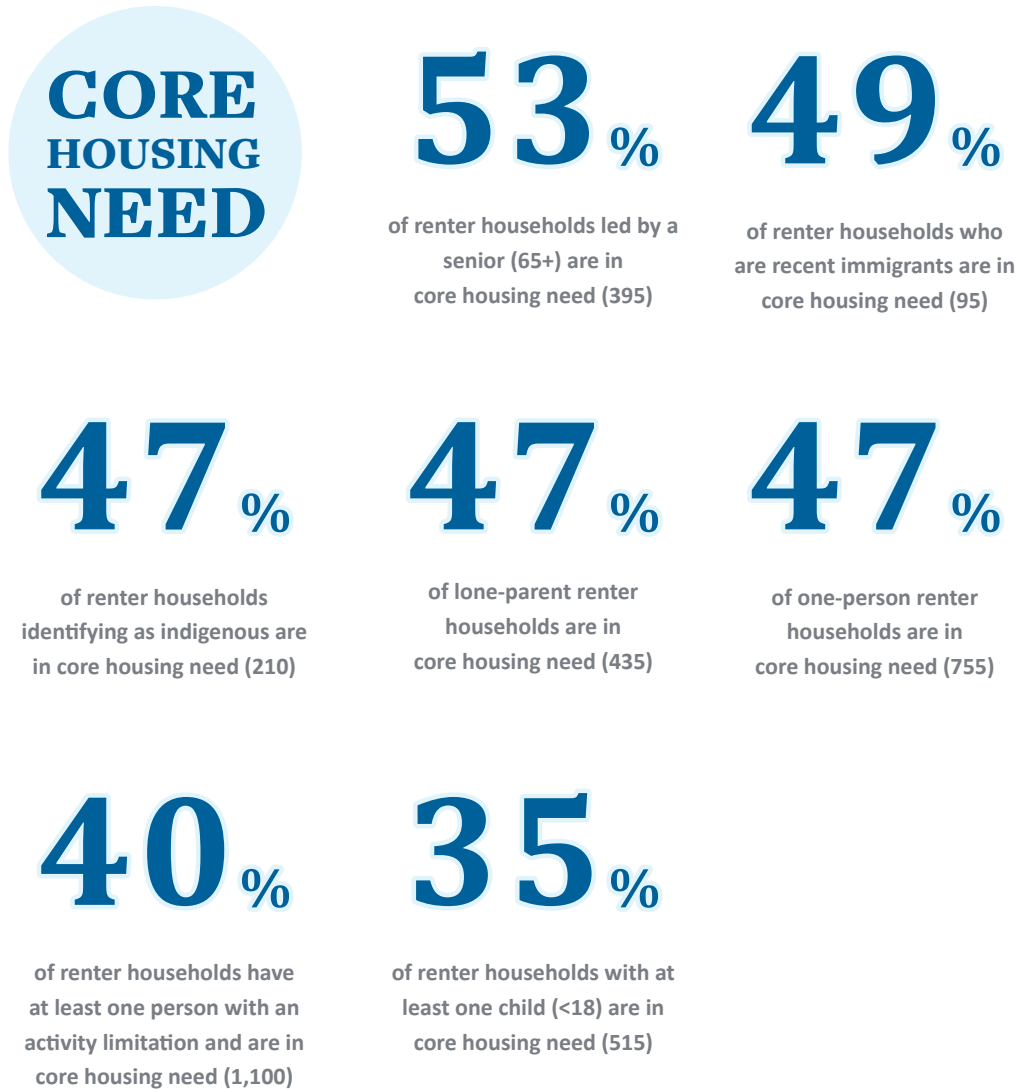 CORE
HOUSING
NEED
53%
of renter households led by a
senior (65+) are in
core housing need (395)
49%
of renter households who
are recent immigrants are in
core housing need (95)
47%
of renter households
identifying as indigenous are
in core housing need (210)
47%
of lone-parent renter
households are in
core housing need (435)
47%
of one-person renter
households are in
core housing need (755)
40%
of renter households have
at least one person with an
activity limitation and are in
core housing need (1,100)
35%
of renter households with at
least one child (<18) are in
core housing need (515)